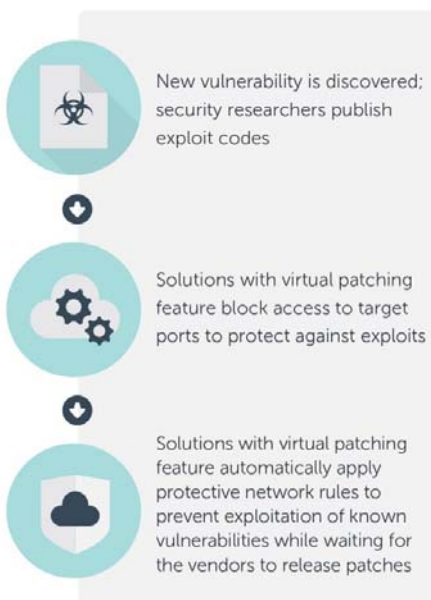 New vulnerability is discovered;
security researchers publish
exploit codes
Solutions with virtual patching
feature block access to target
ports to protect against exploits
Solutions with virtual patching
feature automatically apply
protective network rules to
prevent exploitation of known
vulnerabilities while waiting for
the vendors to release patches